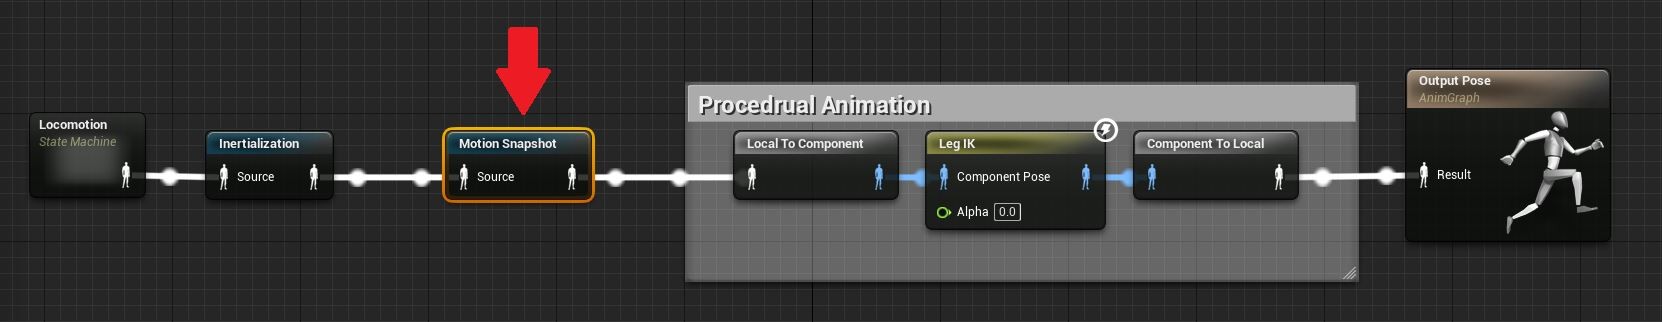 Locomotion
State Machine
Inertialization
Source
Motion Snapshot
Source
Procedrual Animation
Local To Component
Leg IK
Component Pose
Alpha 0.0
Component To Local
Output Pose
AnimGraph
Result